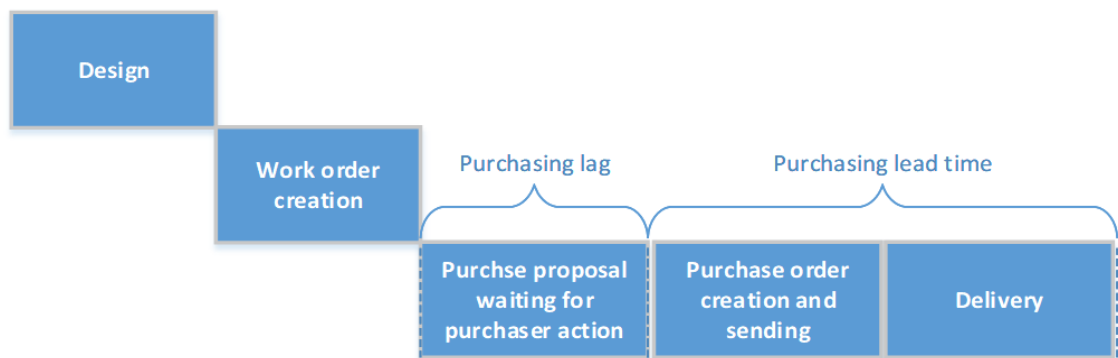 Design
Work order
creation
Purchasing lag
Purchasing lead time
Purchse proposal
waiting for
purchaser action
Purchase order
creation and
sending
Delivery